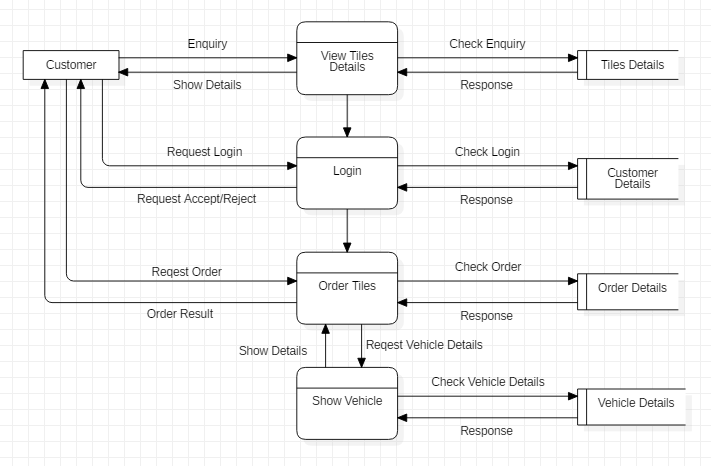 Enquiry
Check Enquiry
Customer
View Tiles
Details
Tiles Details
Show Details
Response
Request Login
Check Login
Login
Customer
Details
Request Accept/Reject
Response
Reqest Order
Check Order
Order Tiles
Order Details
Order Result
Response
Show Details
Reqest Vehicle Details
Check Vehicle Details
Show Vehicle
Vehicle Details
Response